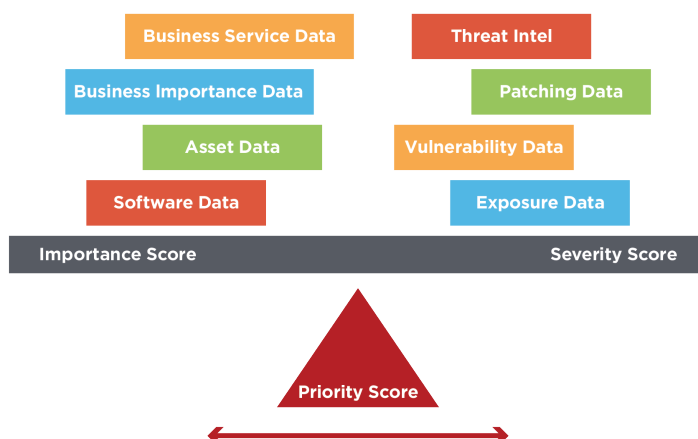 Business Service Data
Threat Intel
Business Importance Data
Patching Data
Asset Data
Vulnerability Data
Software Data
Exposure Data
Importance Score
Severity Score
Priority Score